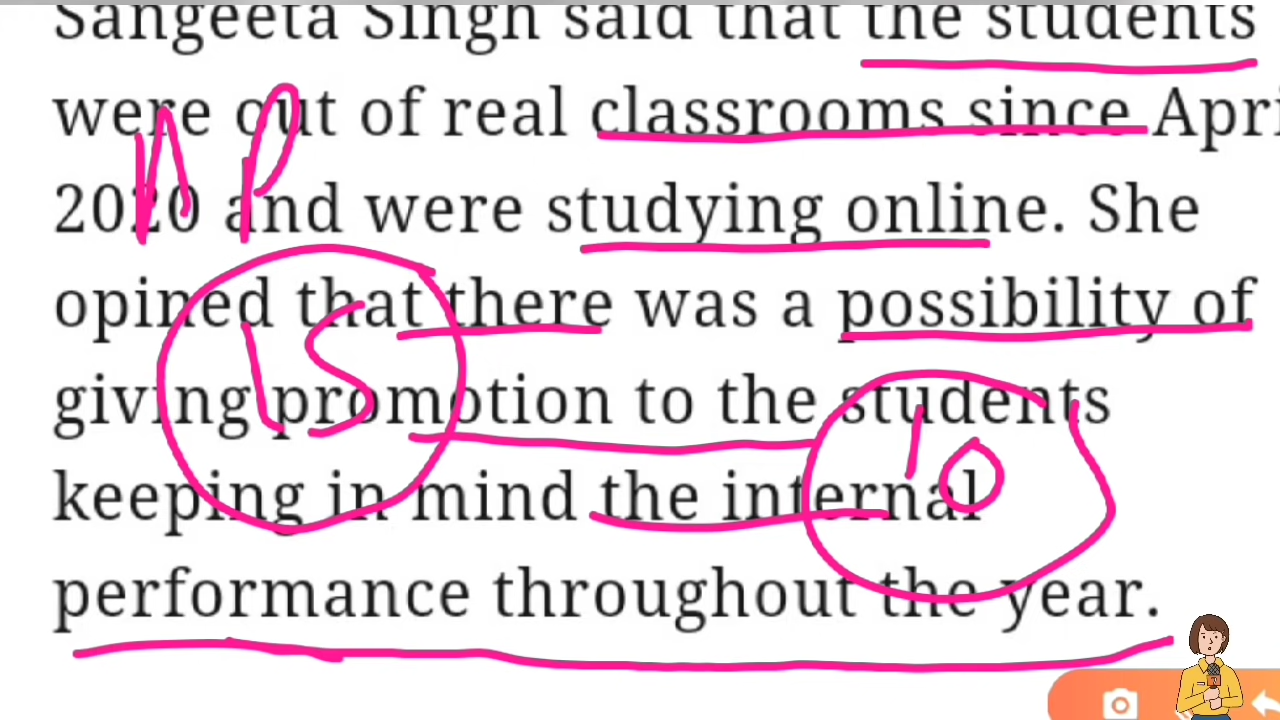 Sangeeta Singh said that the students
were out of real classrooms since Apri
2020 and were studying online. She
opined that there was a possibility of
giving promotion to the students
keeping in mind the internal
performance throughout the year.
NP
15
10